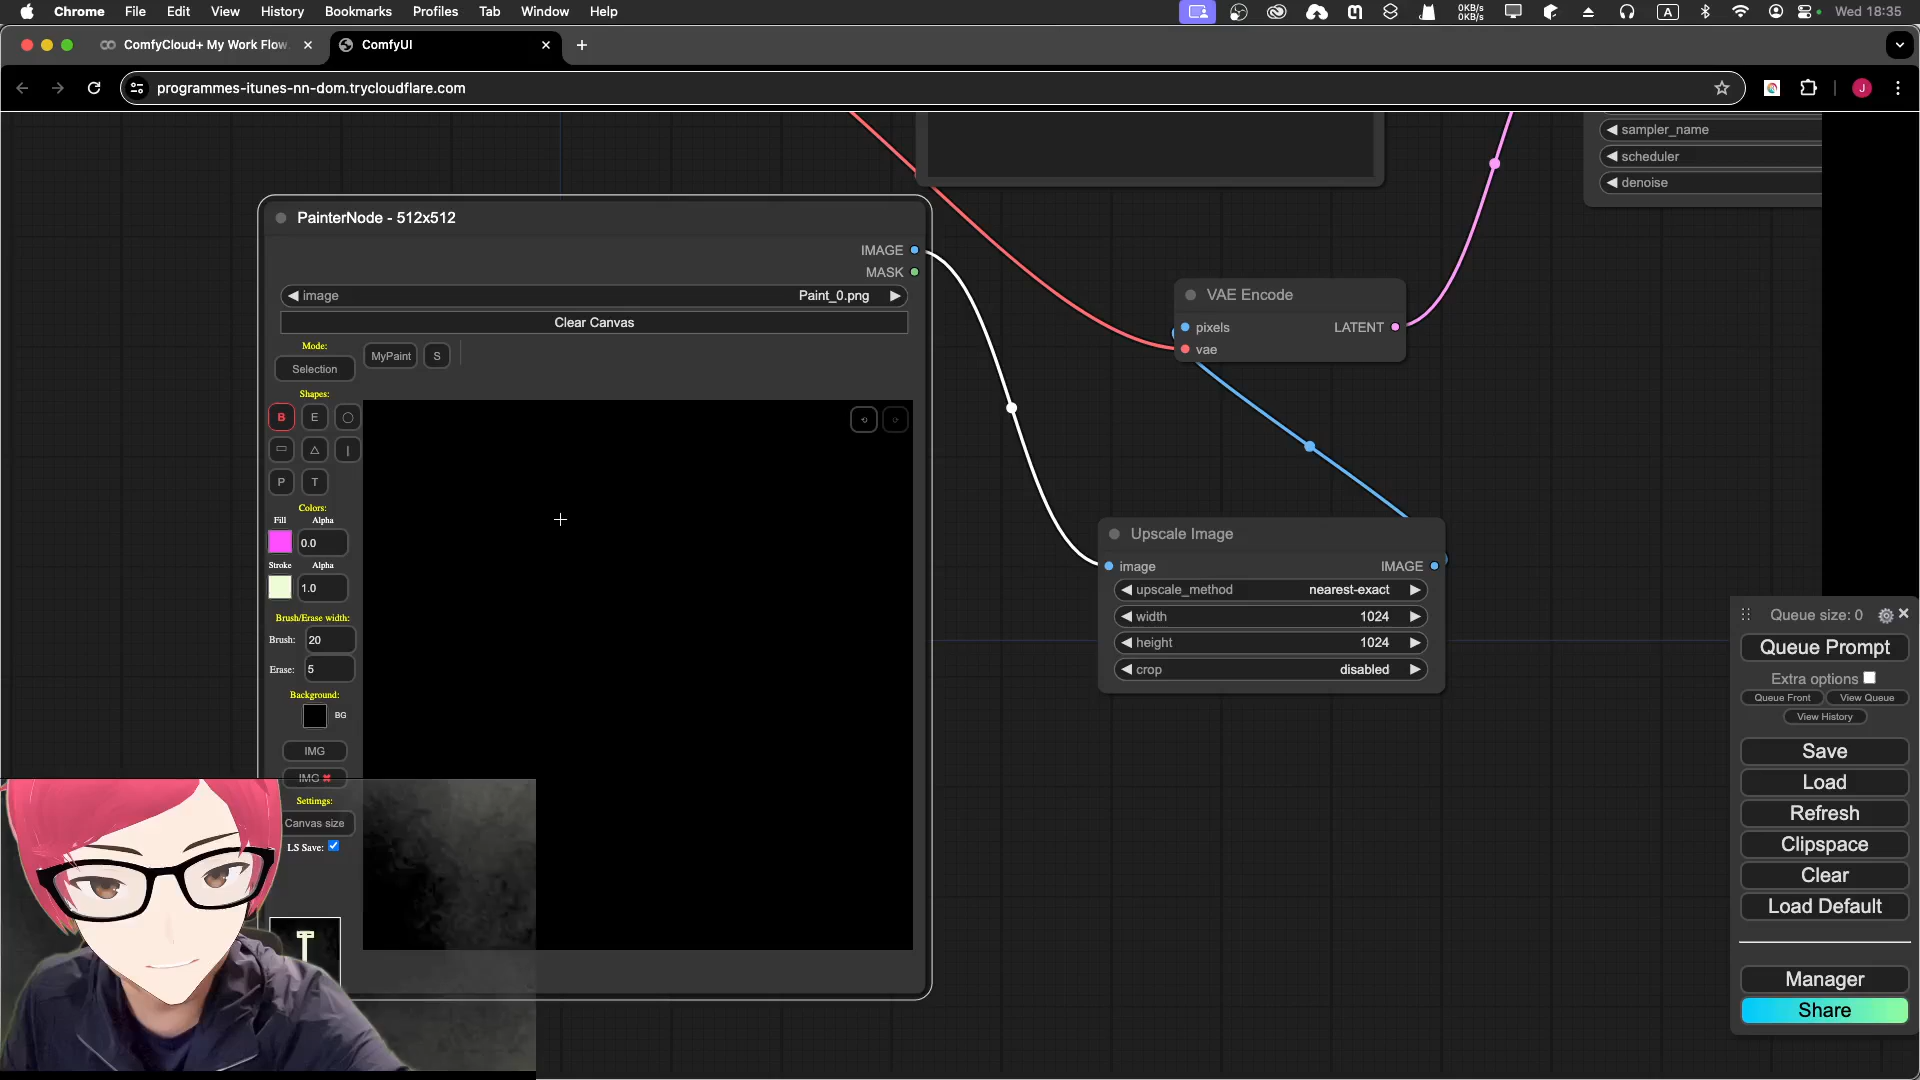 Chrome File Edit View History Bookmarks Profiles Tab Window Help
0KB/s
0KB/s
A
Wed 18:35
ComfyCloud+ My Work Flow
ComfyUI
programmes-itunes-nn-dom.trycloudflare.com
J
sampler_name
scheduler
denoise
PainterNode - 512x512
IMAGE
MASK
image Paint_0.png
Clear Canvas
Mode:
Selection
MyPaint
S
Shapes:
B
E
P
T
Colors:
Fill Alpha
0.0
Stroke Alpha
1.0
Brush/Erase width:
Brush: 20
Erase: 5
Background:
BG
IMG
IMG
Settimgs:
Canvas size
LS Save:
VAE Encode
pixels LATENT
vae
Upscale Image
image IMAGE
upscale_method nearest-exact
width 1024
height 1024
crop disabled
Queue size: 0
Queue Prompt
Extra options
Queue Front
View Queue
View History
Save
Load
Refresh
Clipspace
Clear
Load Default
Manager
Share